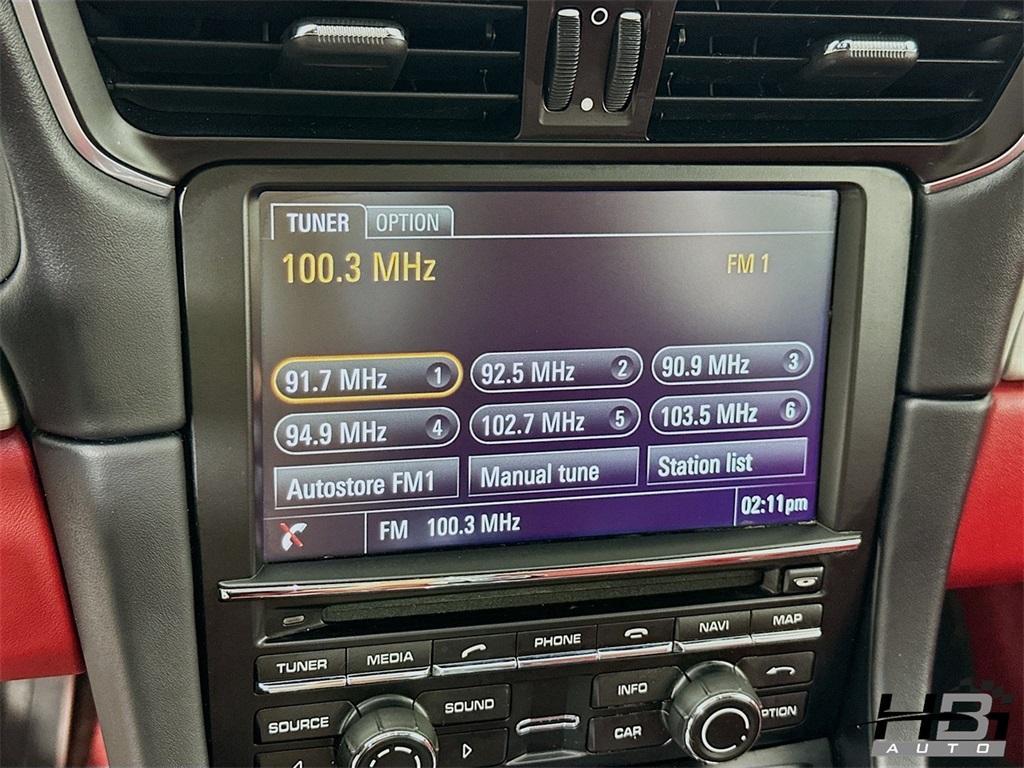 TUNER OPTION
100.3 MHz FM 1
91.7 MHz 1 92.5 MHz 2 90.9 MHz 3
94.9 MHz 4 102.7 MHz 5 103.5 MHz 6
Autostore FM1 Manual tune Station list
FM 100.3 MHz 02:11pm
TUNER MEDIA PHONE NAVI MAP
SOURCE SOUND INFO
CAR
HBI
AUTO